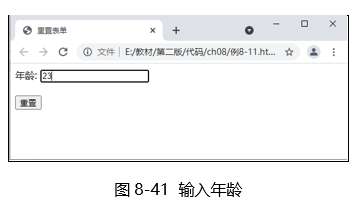 重置表单
文件 E:/教材/第二版/代码/ch08/例8-11.ht...
年龄: 23
重置
图 8-41 输入年龄